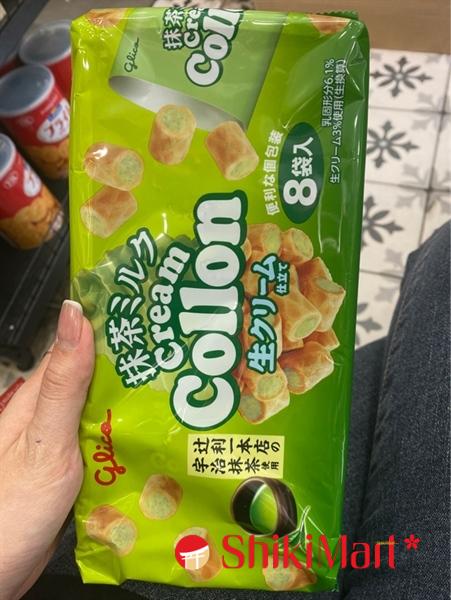 Glico
抹茶
Cream
Collon
乳固形分6.1%
生クリーム3%使用(生換算)
便利な個包装
8袋入
抹茶ミルク
Cream
Collon
生クリーム
仕立て
Glico
辻利一本店の
宇治抹茶使用
ShikiMart*